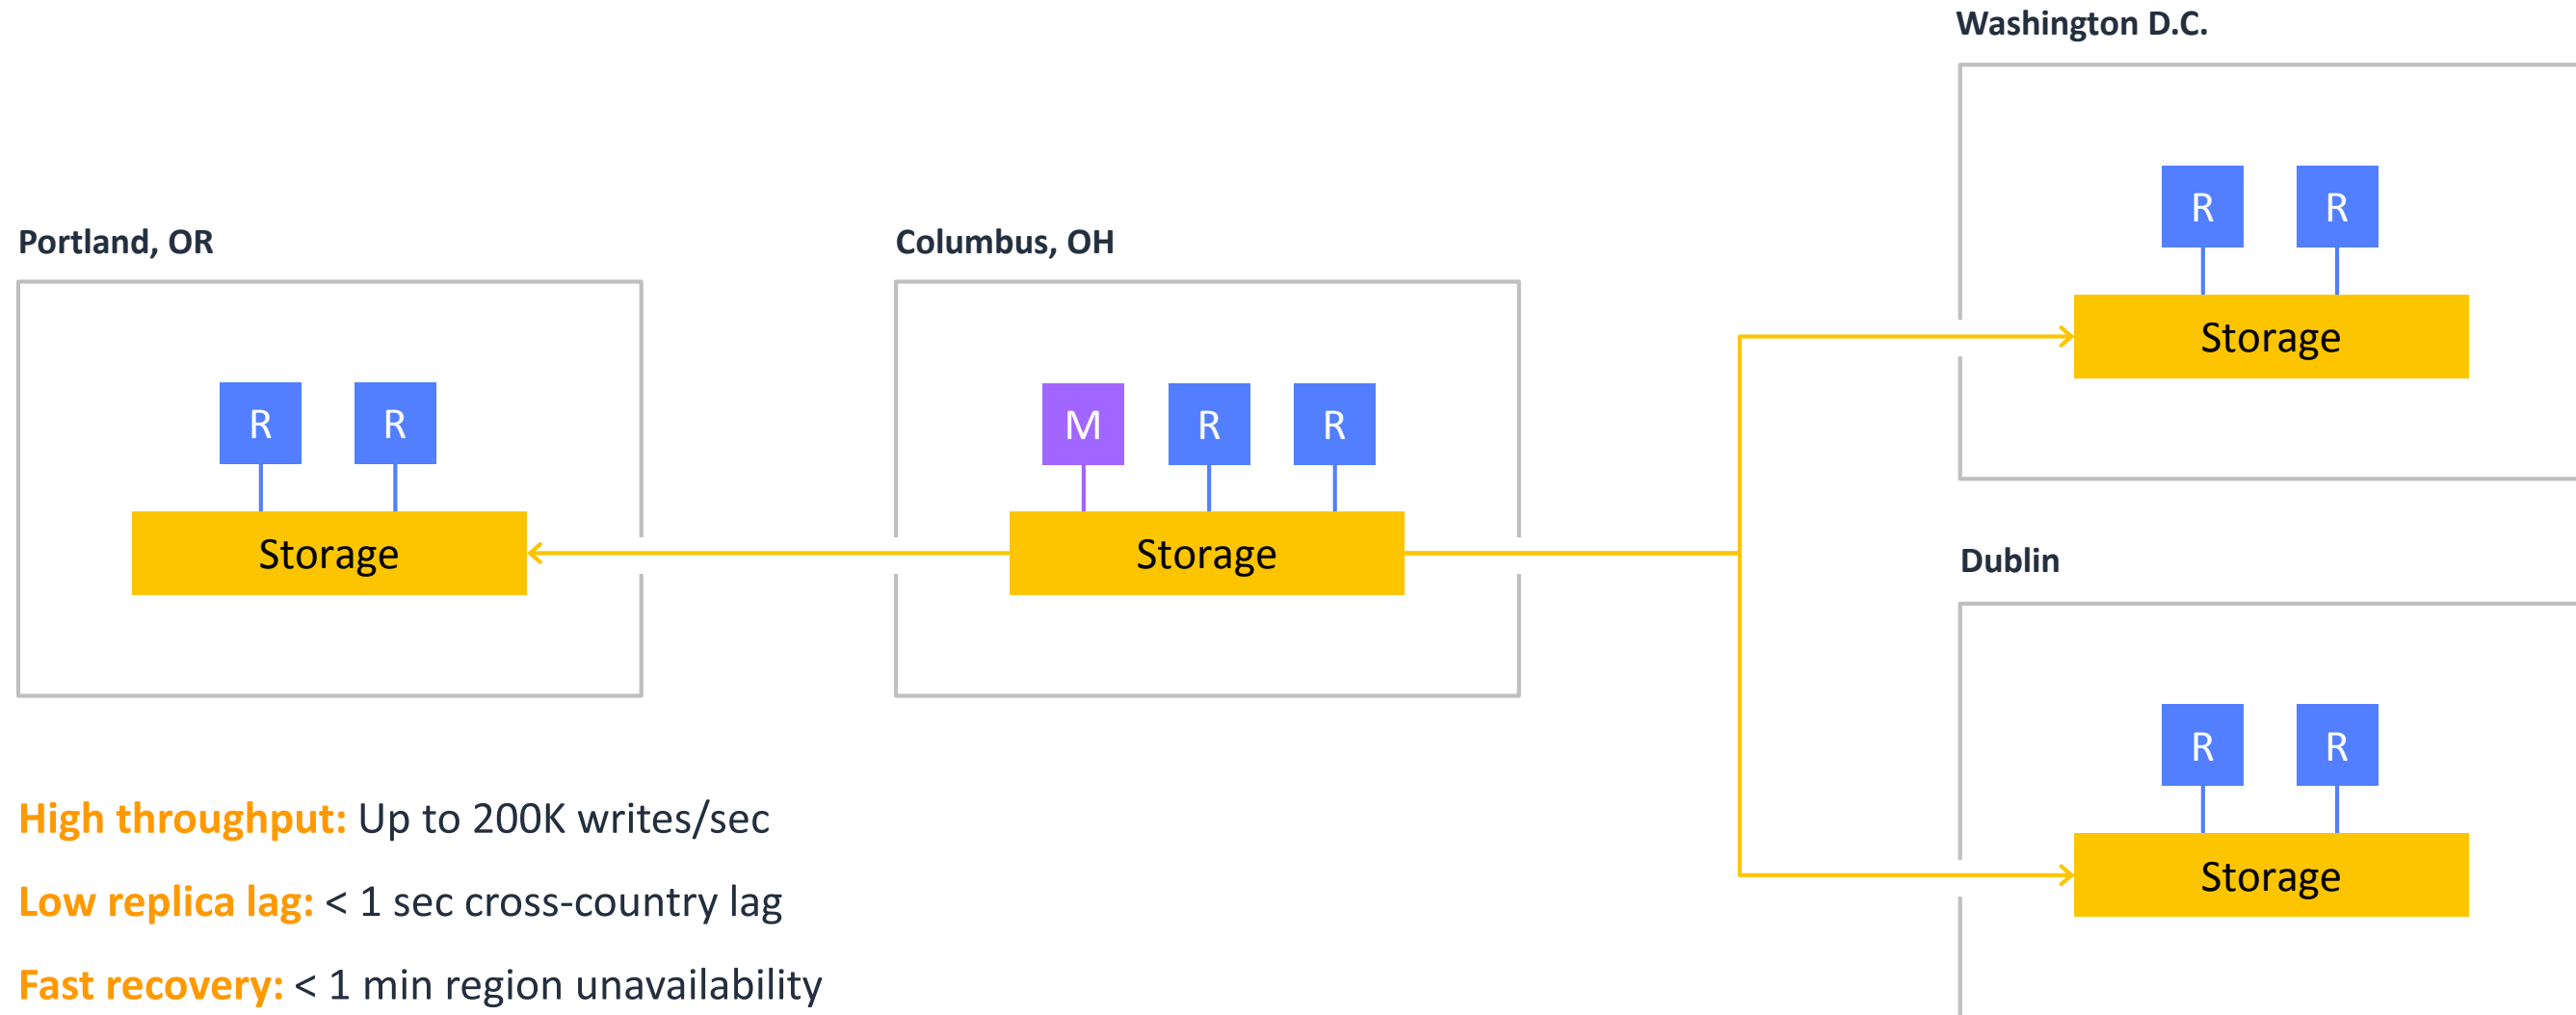 Washington D.C.
R R
Storage
Portland, OR
R R
Storage
Columbus, OH
M R R
Storage
Dublin
R R
Storage
High throughput: Up to 200K writes/sec
Low replica lag: < 1 sec cross-country lag
Fast recovery: < 1 min region unavailability